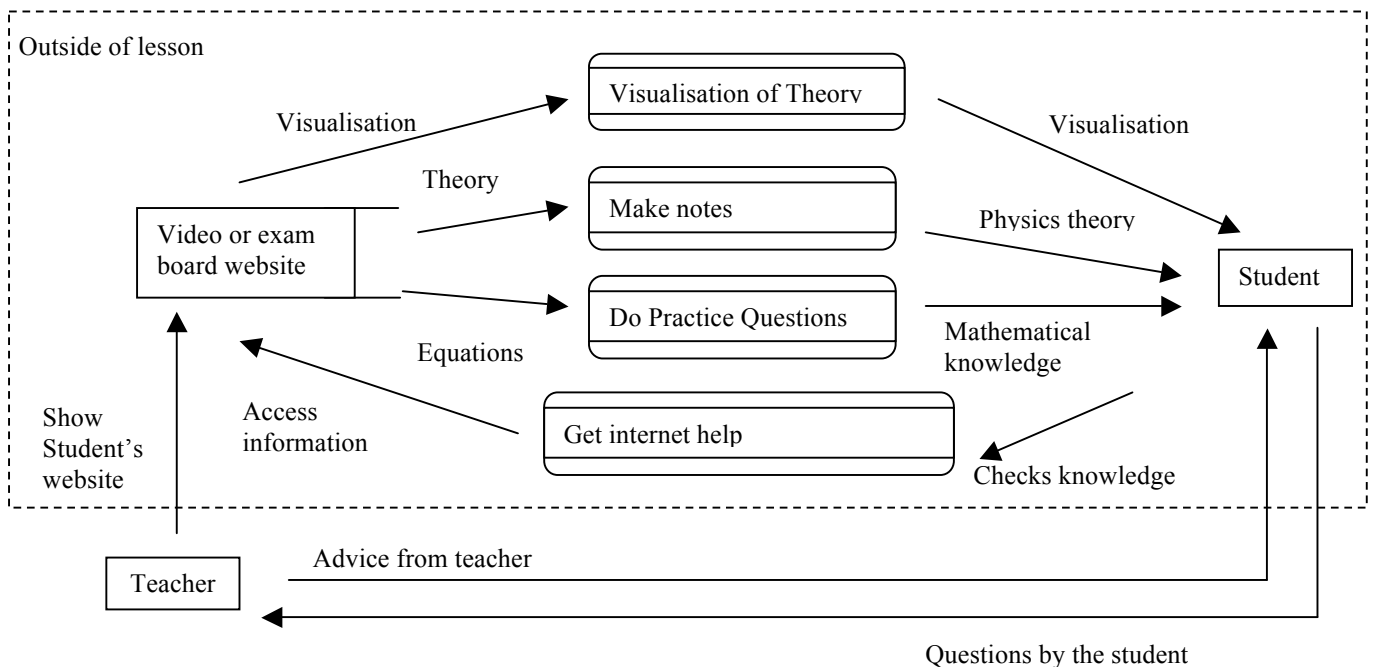 Outside of lesson
Visualisation of Theory
Visualisation
Visualisation
Theory
Make notes
Physics theory
Video or exam
board website
Student
Do Practice Questions
Equations
Mathematical
knowledge
Show
Student's
website
Access
information
Get internet help
Checks knowledge
Advice from teacher
Teacher
Questions by the student